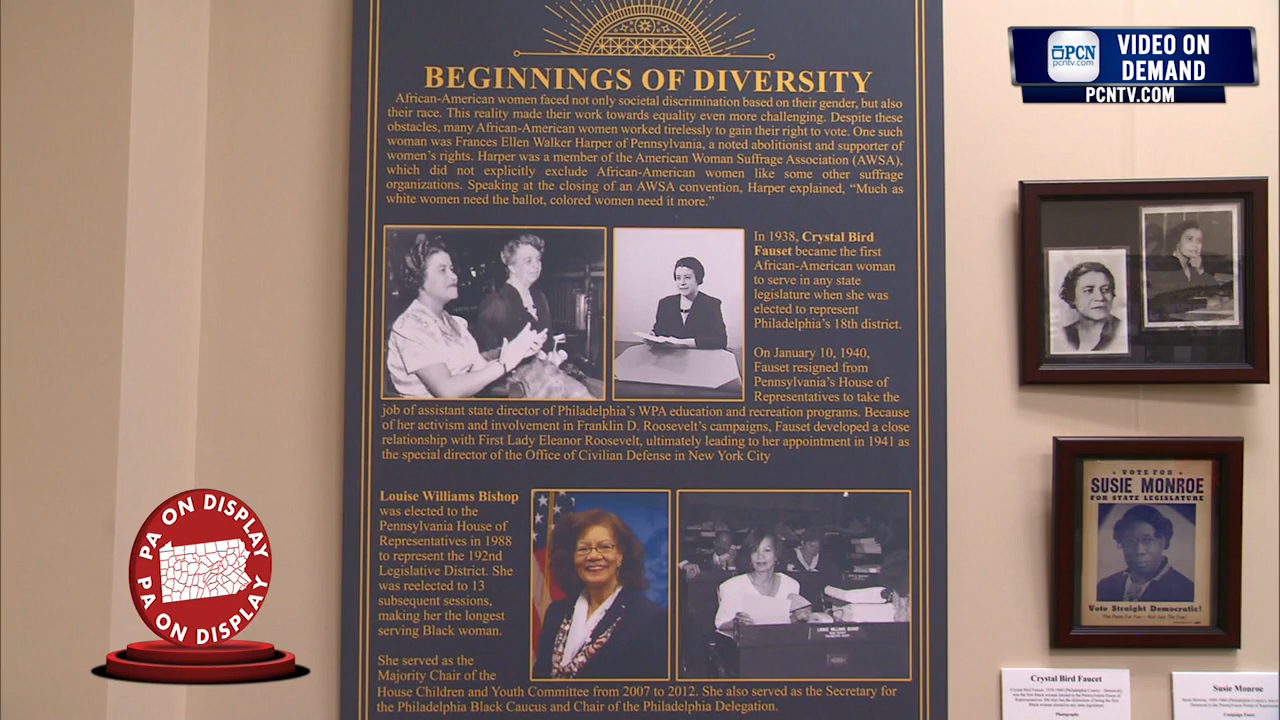 BEGINNINGS OF DIVERSITY
African-American women faced not only societal discrimination based on their gender, but also
their race. This reality made their work towards equality even more challenging. Despite these
obstacles, many African-American women worked tirelessly to gain their right to vote. One such
woman was Frances Ellen Walker Harper of Pennsylvania, a noted abolitionist and supporter of
women's rights. Harper was a member of the American Woman Suffrage Association (AWSA),
which did not explicitly exclude African-American women like some other suffrage
organizations. Speaking at the closing of an AWSA convention, Harper explained, "Much as
white women need the ballot, colored women need it more."
In 1938, Crystal Bird
Fauset became the first
African-American woman
to serve in any state
legislature when she was
elected to represent
Philadelphia's 18th district.
On January 10, 1940,
Fauset resigned from
Pennsylvania's House of
Representatives to take the
job of assistant state director of Philadelphia's WPA education and recreation programs. Because
of her activism and involvement in Franklin D. Roosevelt's campaigns, Fauset developed a close
relationship with First Lady Eleanor Roosevelt, ultimately leading to her appointment in 1941 as
the special director of the Office of Civilian Defense in New York City
Louise Williams Bishop
was elected to the
Pennsylvania House of
Representatives in 1988
to represent the 192nd
Legislative District. She
was reelected to 13
subsequent sessions,
making her the longest
serving Black woman.
She served as the
Majority Chair of the
House Children and Youth Committee from 2007 to 2012. She also served as the Secretary for
the Philadelphia Black Caucus and Chair of the Philadelphia Delegation.
LOUISE WILLIAMS BISHOP
PCN
pcntv.com
VIDEO ON
DEMAND
PCNTV.COM
VOTE FOR
SUSIE MONROE
FOR STATE LEGISLATURE
Vote Straight Democratic!
Crystal Bird Faucet
Photographs
Susie Monroe
Campaign Poster
PA ON DISPLAY
PA ON DISPLAY